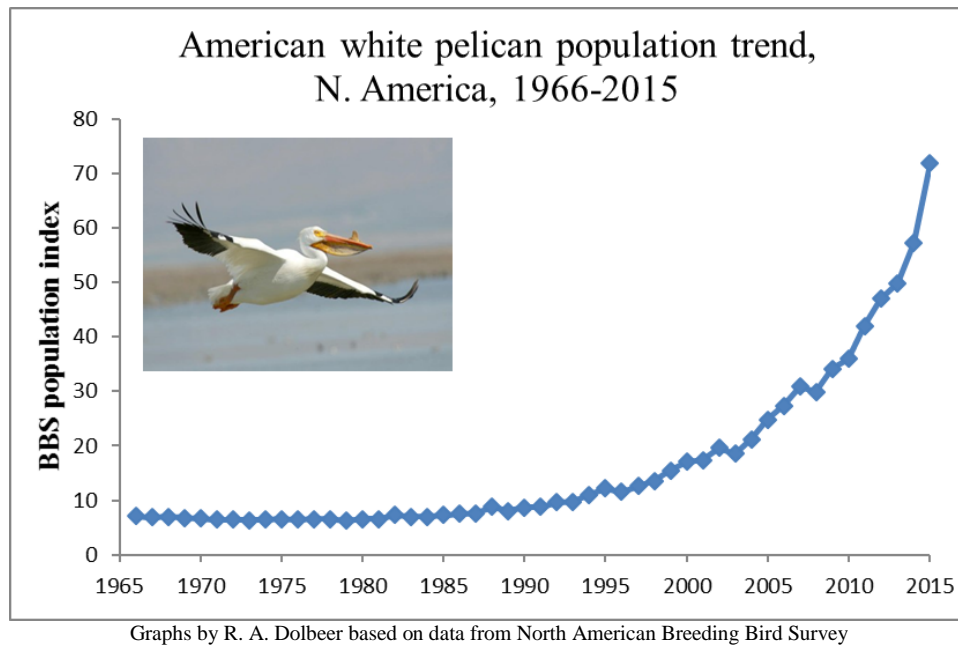 American white pelican population trend,
N. America, 1966-2015
BBS population index
80
70
60
50
40
30
20
10
0
1965 1970 1975 1980 1985 1990 1995 2000 2005 2010 2015
Graphs by R. A. Dolbeer based on data from North American Breeding Bird Survey